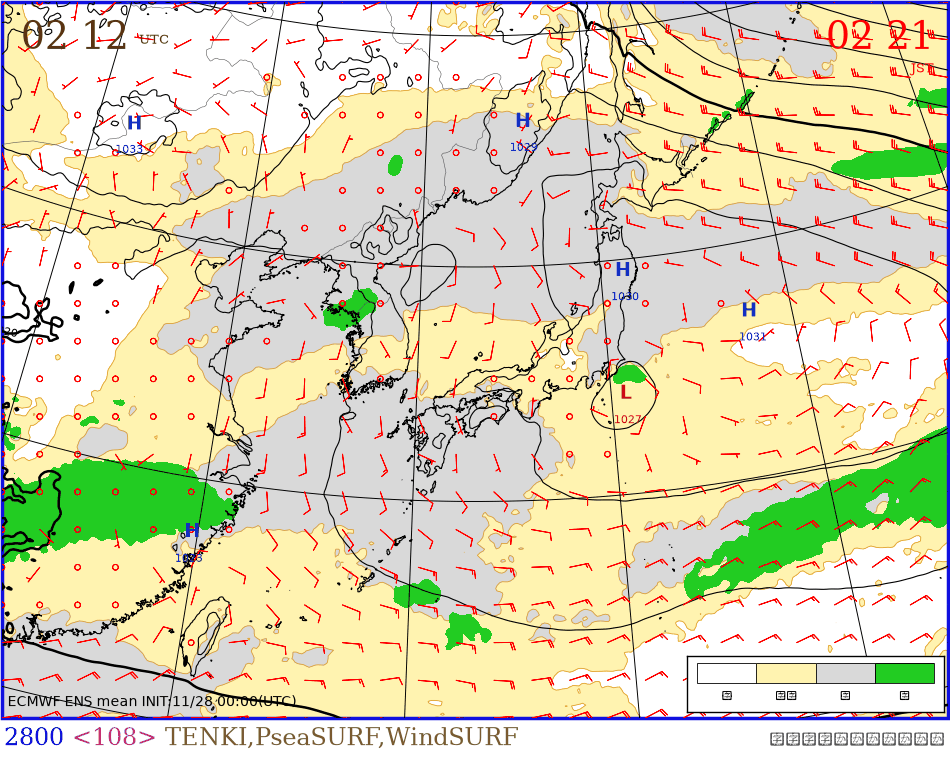 02 12 UTC
02 21 JST
H
1033
H
1029
H
1030
H
1031
L
1027
H
ECMWF ENS mean INIT:11/28 00:00(UTC)
2800 <108> TENKI,PseaSURF,WindSURF